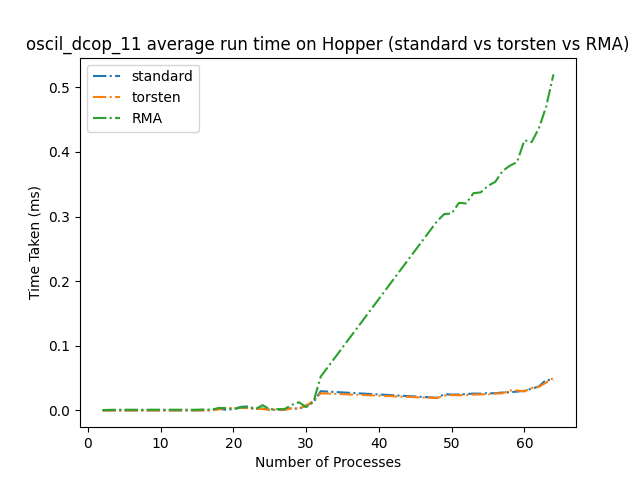 oscil_dcop_11 average run time on Hopper (standard vs torsten vs RMA)
standard
torsten
RMA
Time Taken (ms)
0.5
0.4
0.3
0.2
0.1
0.0
0 10 20 30 40 50 60
Number of Processes